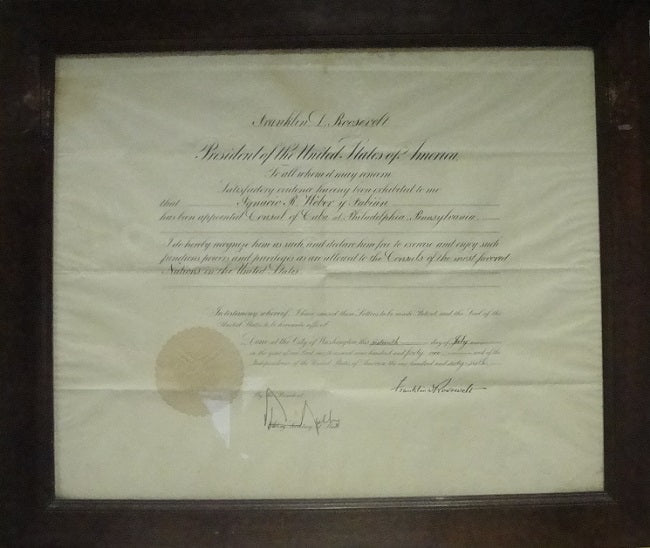 Franklin D. Roosevelt
President of the United States of America.
To all whom it may concern
Satisfactory evidence having been exhibited to me
that Ignacio R. Weber y Fabián
has been appointed Consul of Cuba at Philadelphia, Pennsylvania
I do hereby recognize him as such, and declare him free to exercise and enjoy such
functions, powers and privileges as are allowed to the Consuls of the most favored
Nations in the United States.
In testimony whereof, I have caused these Letters to be made Patent, and the Seal of the
United States to be hereunto affixed.
Done at the City of Washington this sixteenth day of July
in the year of our Lord one thousand nine hundred and forty one and of the
Independence of the United States of America, the one hundred and sixty sixth
Franklin D Roosevelt
By the President